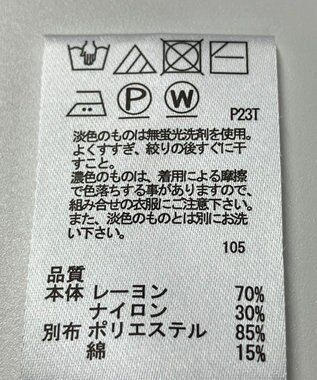 P W P23T
淡色のものは無蛍光洗剤を使用。
よくすすぎ、絞りの後すぐに干
すこと。
濃色のものは、着用による摩擦
で色落ちする事がありますので、
組み合せの衣服にご注意下さい。
また、淡色のものとは別にお洗
い下さい。
105
品質
本体 レーヨン 70%
ナイロン 30%
別布 ポリエステル 85%
綿 15%